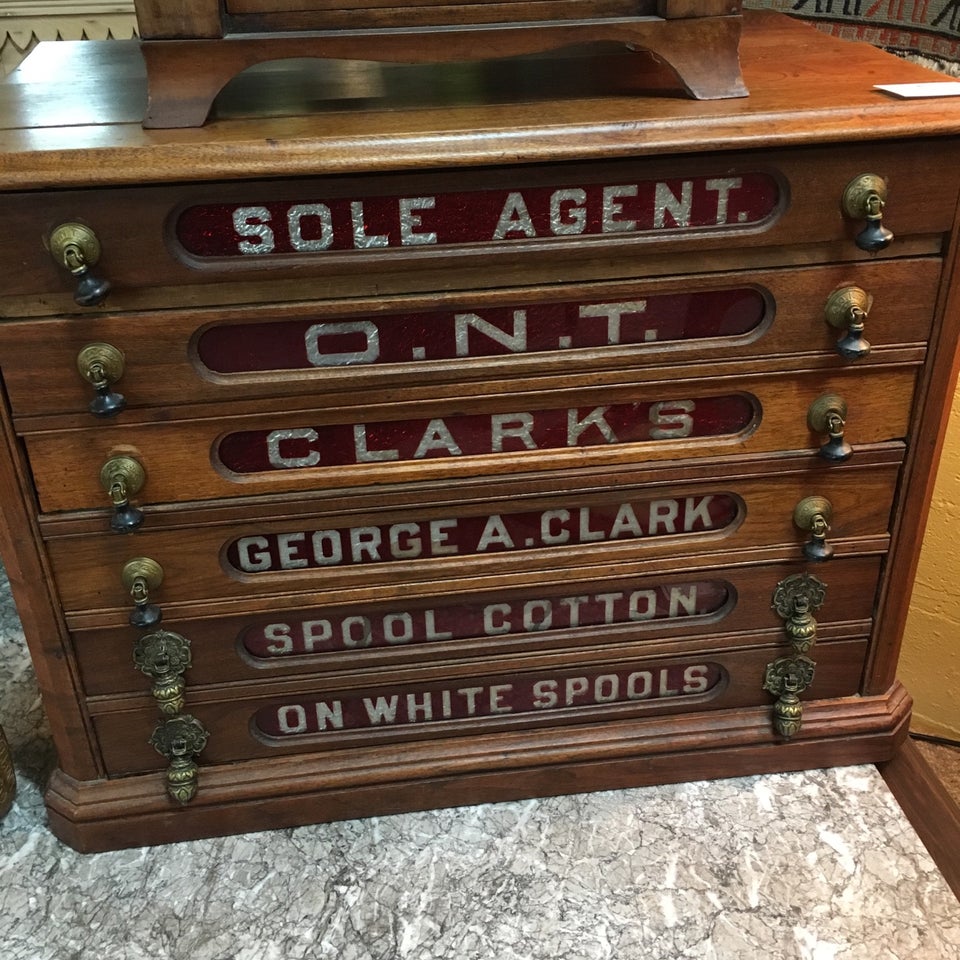 SOLE AGENT.
O.N.T.
CLARKS
GEORGE A. CLARK
SPOOL COTTON
ON WHITE SPOOLS